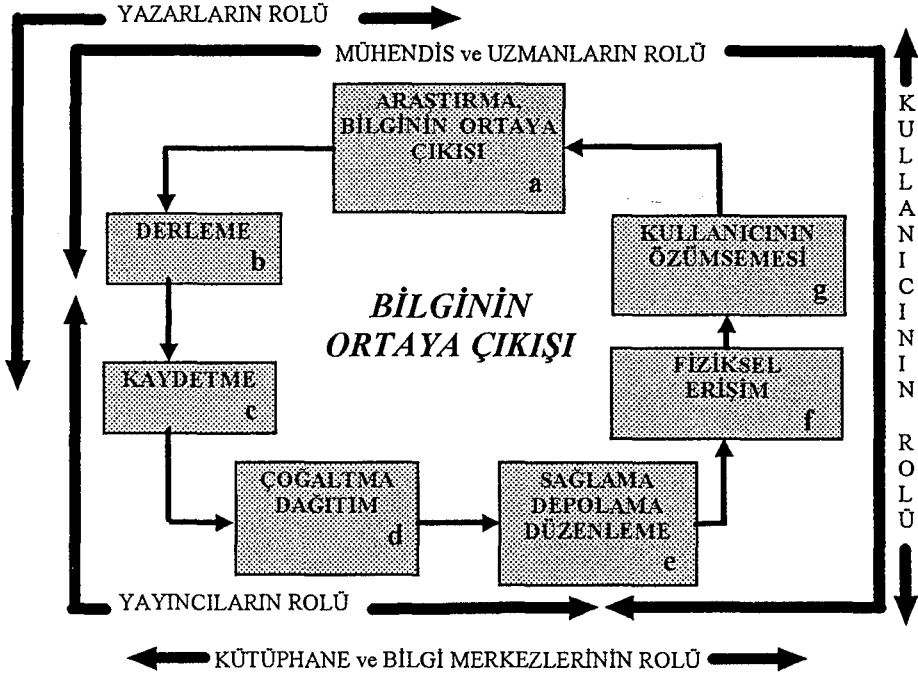 YAZARLARIN ROLÜ
MÜHENDİS ve UZMANLARIN ROLÜ
ARAŞTIRMA,
BİLGİNİN ORTAYA
ÇIKIŞI
a
DERLEME
b
KAYDETME
c
ÇOĞALTMA
DAĞITIM
d
SAĞLAMA
DEPOLAMA
DÜZENLEME
e
FİZİKSEL
ERİŞİM
f
KULLANICININ
ÖZÜMSEMESİ
g
BİLGİNİN
ORTAYA ÇIKIŞI
KULLANICININ ROLÜ
YAYINCILARIN ROLÜ
KÜTÜPHANE ve BİLGİ MERKEZLERİNİN ROLÜ